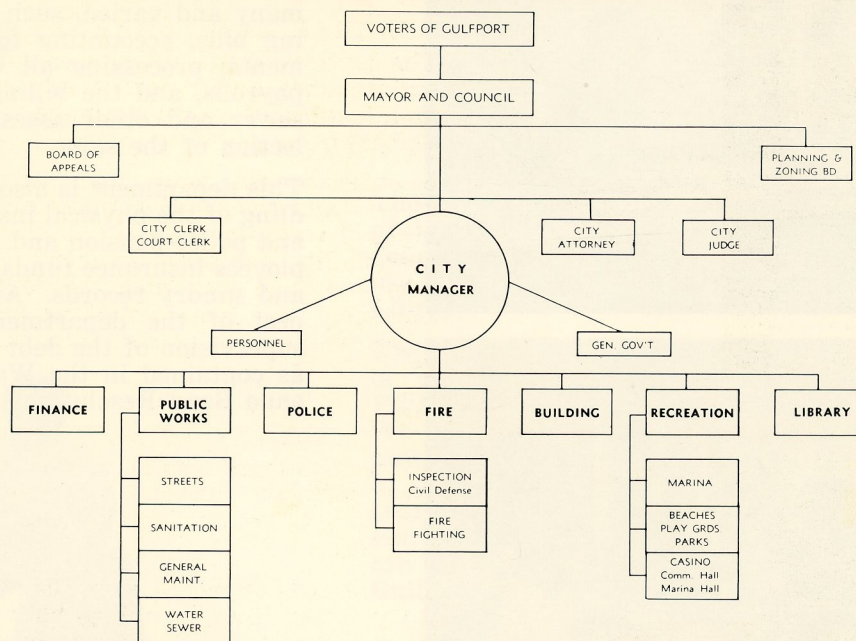 VOTERS OF GULFPORT
MAYOR AND COUNCIL
BOARD OF
APPEALS
PLANNING &
ZONING BD
CITY CLERK
COURT CLERK
CITY
ATTORNEY
CITY
JUDGE
CITY
MANAGER
PERSONNEL
GEN. GOV'T
FINANCE
PUBLIC
WORKS
POLICE
FIRE
BUILDING
RECREATION
LIBRARY
STREETS
SANITATION
GENERAL
MAINT.
WATER
SEWER
INSPECTION
Civil Defense
FIRE
FIGHTING
MARINA
BEACHES
PLAY GRDS.
PARKS
CASINO
Comm. Hall
Marina Hall